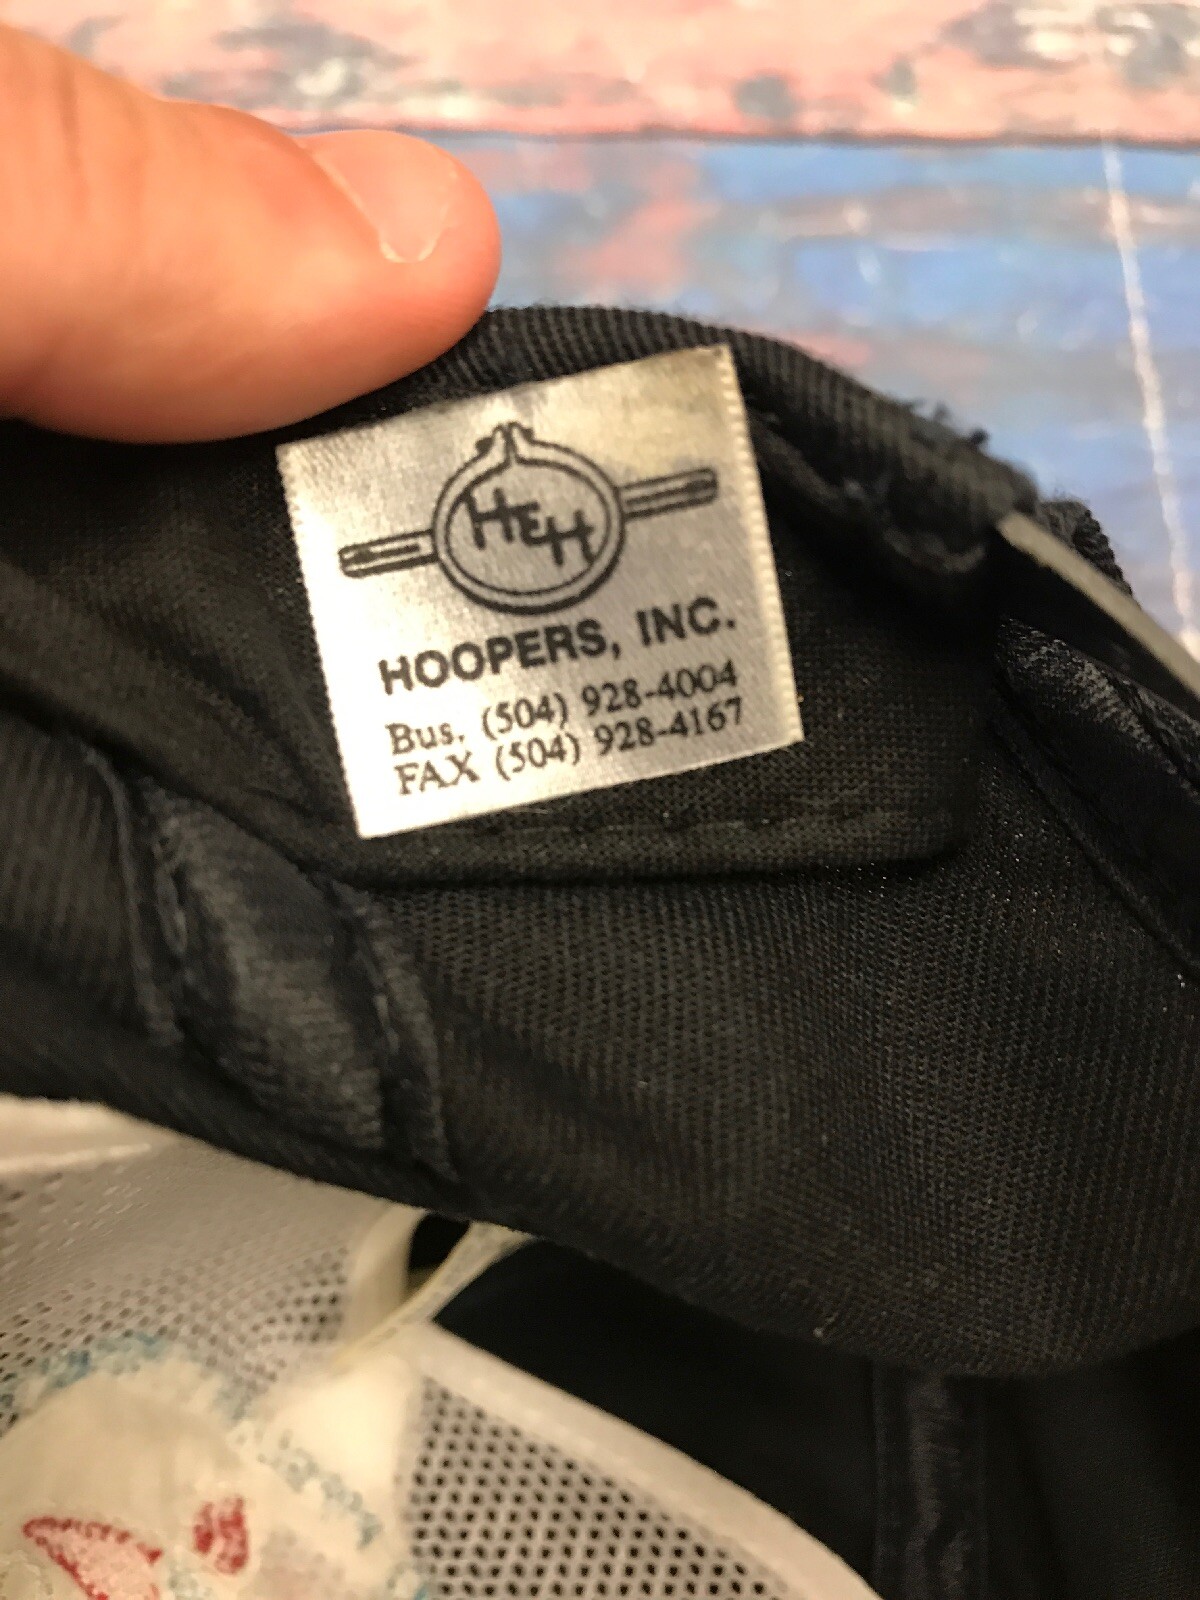 HEH
HOOPERS, INC.
Bus. (504) 928-4004
FAX (504) 928-4167